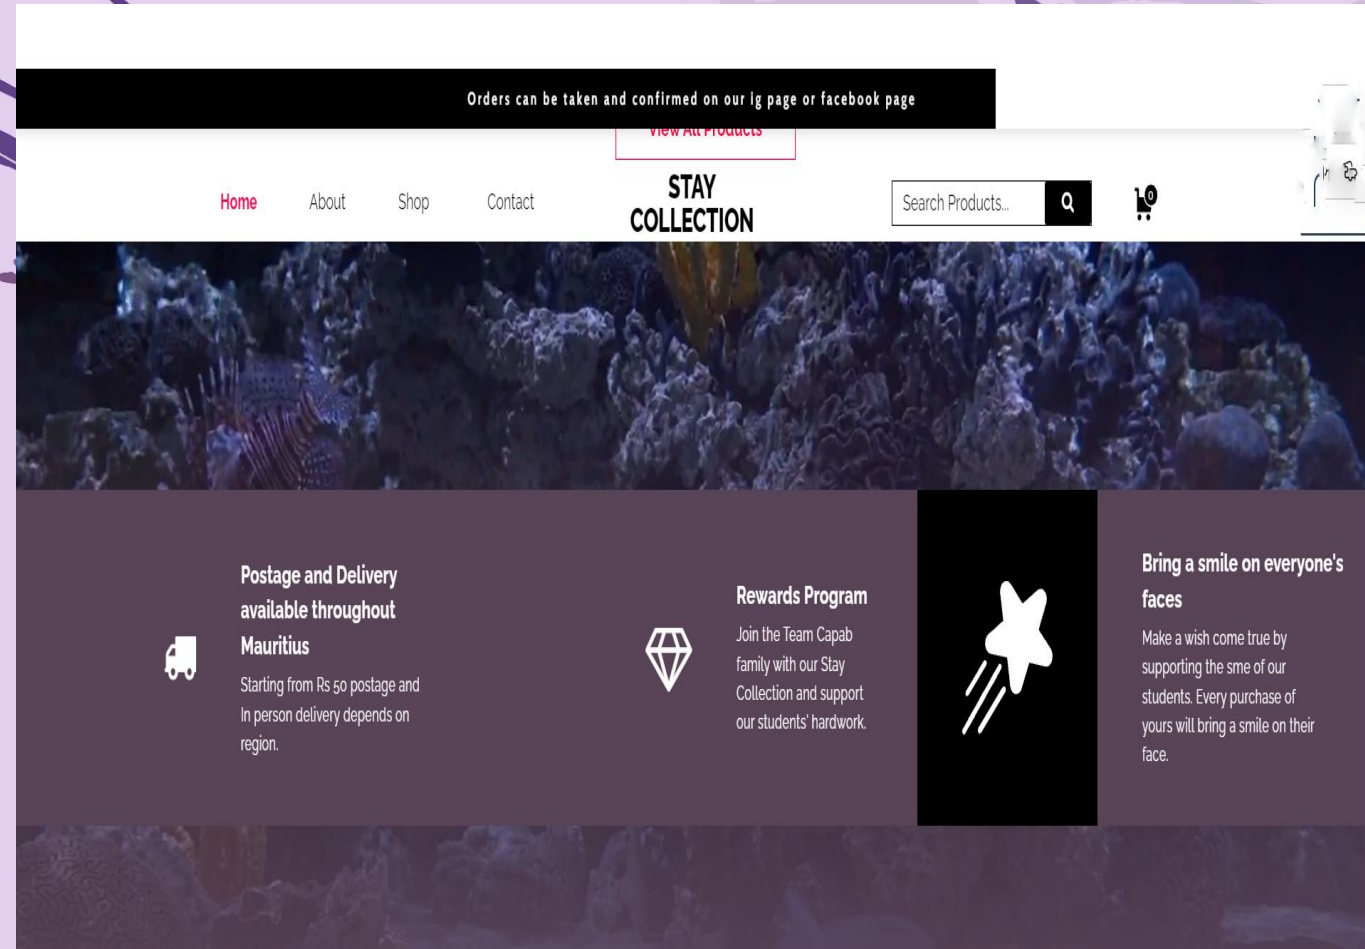 Orders can be taken and confirmed on our ig page or facebook page
View All Products
Home About Shop Contact
STAY
COLLECTION
Search Products...
0
Postage and Delivery
available throughout
Mauritius
Starting from Rs 50 postage and
In person delivery depends on
region.
Rewards Program
Join the Team Capab
family with our Stay
Collection and support
our students' hardwork.
Bring a smile on everyone's
faces
Make a wish come true by
supporting the sme of our
students. Every purchase of
yours will bring a smile on their
face.